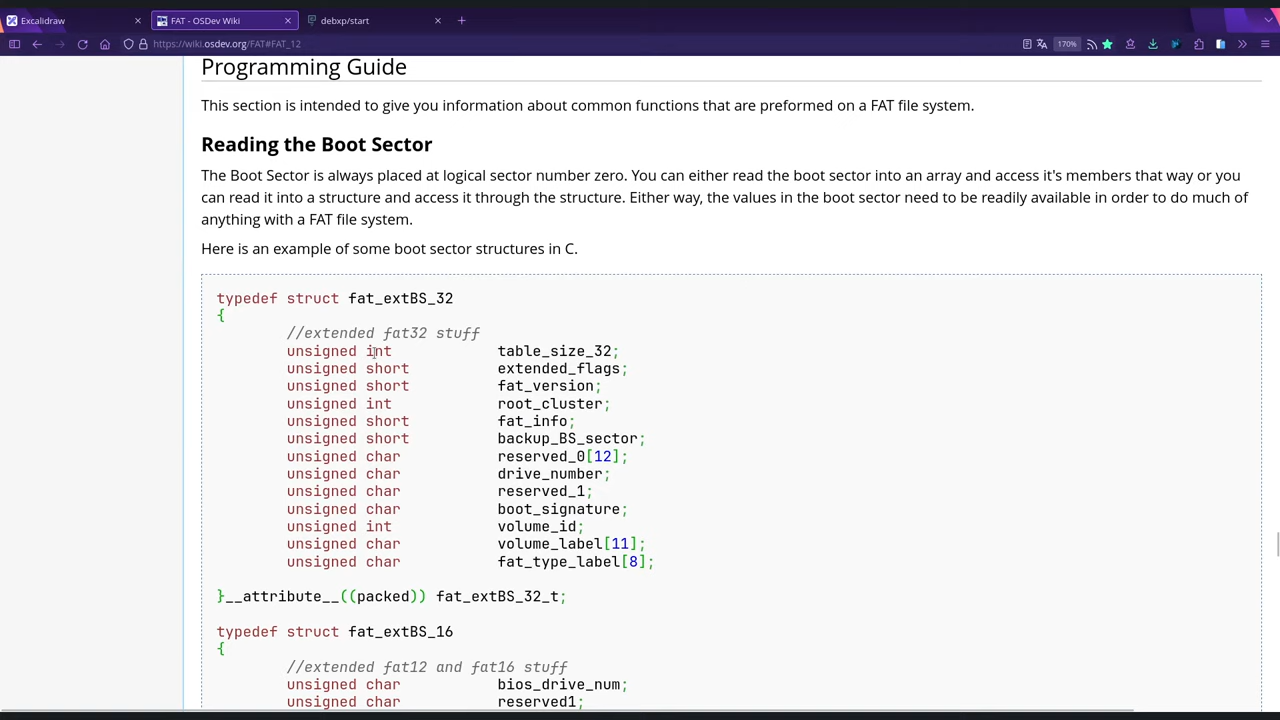 Excalidraw
FAT - OSDev Wiki
debxp/start
https://wiki.osdev.org/FAT#FAT_12
170%
Programming Guide
This section is intended to give you information about common functions that are preformed on a FAT file system.
Reading the Boot Sector
The Boot Sector is always placed at logical sector number zero. You can either read the boot sector into an array and access it's members that way or you
can read it into a structure and access it through the structure. Either way, the values in the boot sector need to be readily available in order to do much of
anything with a FAT file system.
Here is an example of some boot sector structures in C.
typedef struct fat_extBS_32
{
//extended fat32 stuff
unsigned int table_size_32;
unsigned short extended_flags;
unsigned short fat_version;
unsigned int root_cluster;
unsigned short fat_info;
unsigned short backup_BS_sector;
unsigned char reserved_0[12];
unsigned char drive_number;
unsigned char reserved_1;
unsigned char boot_signature;
unsigned int volume_id;
unsigned char volume_label[11];
unsigned char fat_type_label[8];
}__attribute__((packed)) fat_extBS_32_t;
typedef struct fat_extBS_16
{
//extended fat12 and fat16 stuff
unsigned char bios_drive_num;
unsigned char reserved1;